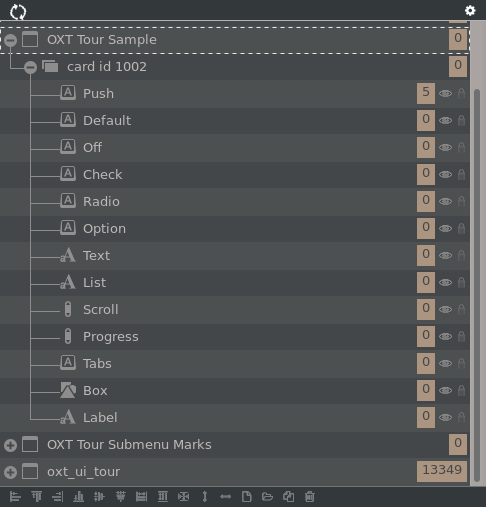 OXT Tour Sample 0
card id 1002 0
Push 5
Default 0
Off 0
Check 0
Radio 0
Option 0
Text 0
List 0
Scroll 0
Progress 0
Tabs 0
Box 0
Label 0
OXT Tour Submenu Marks 0
oxt_ui_tour 13349